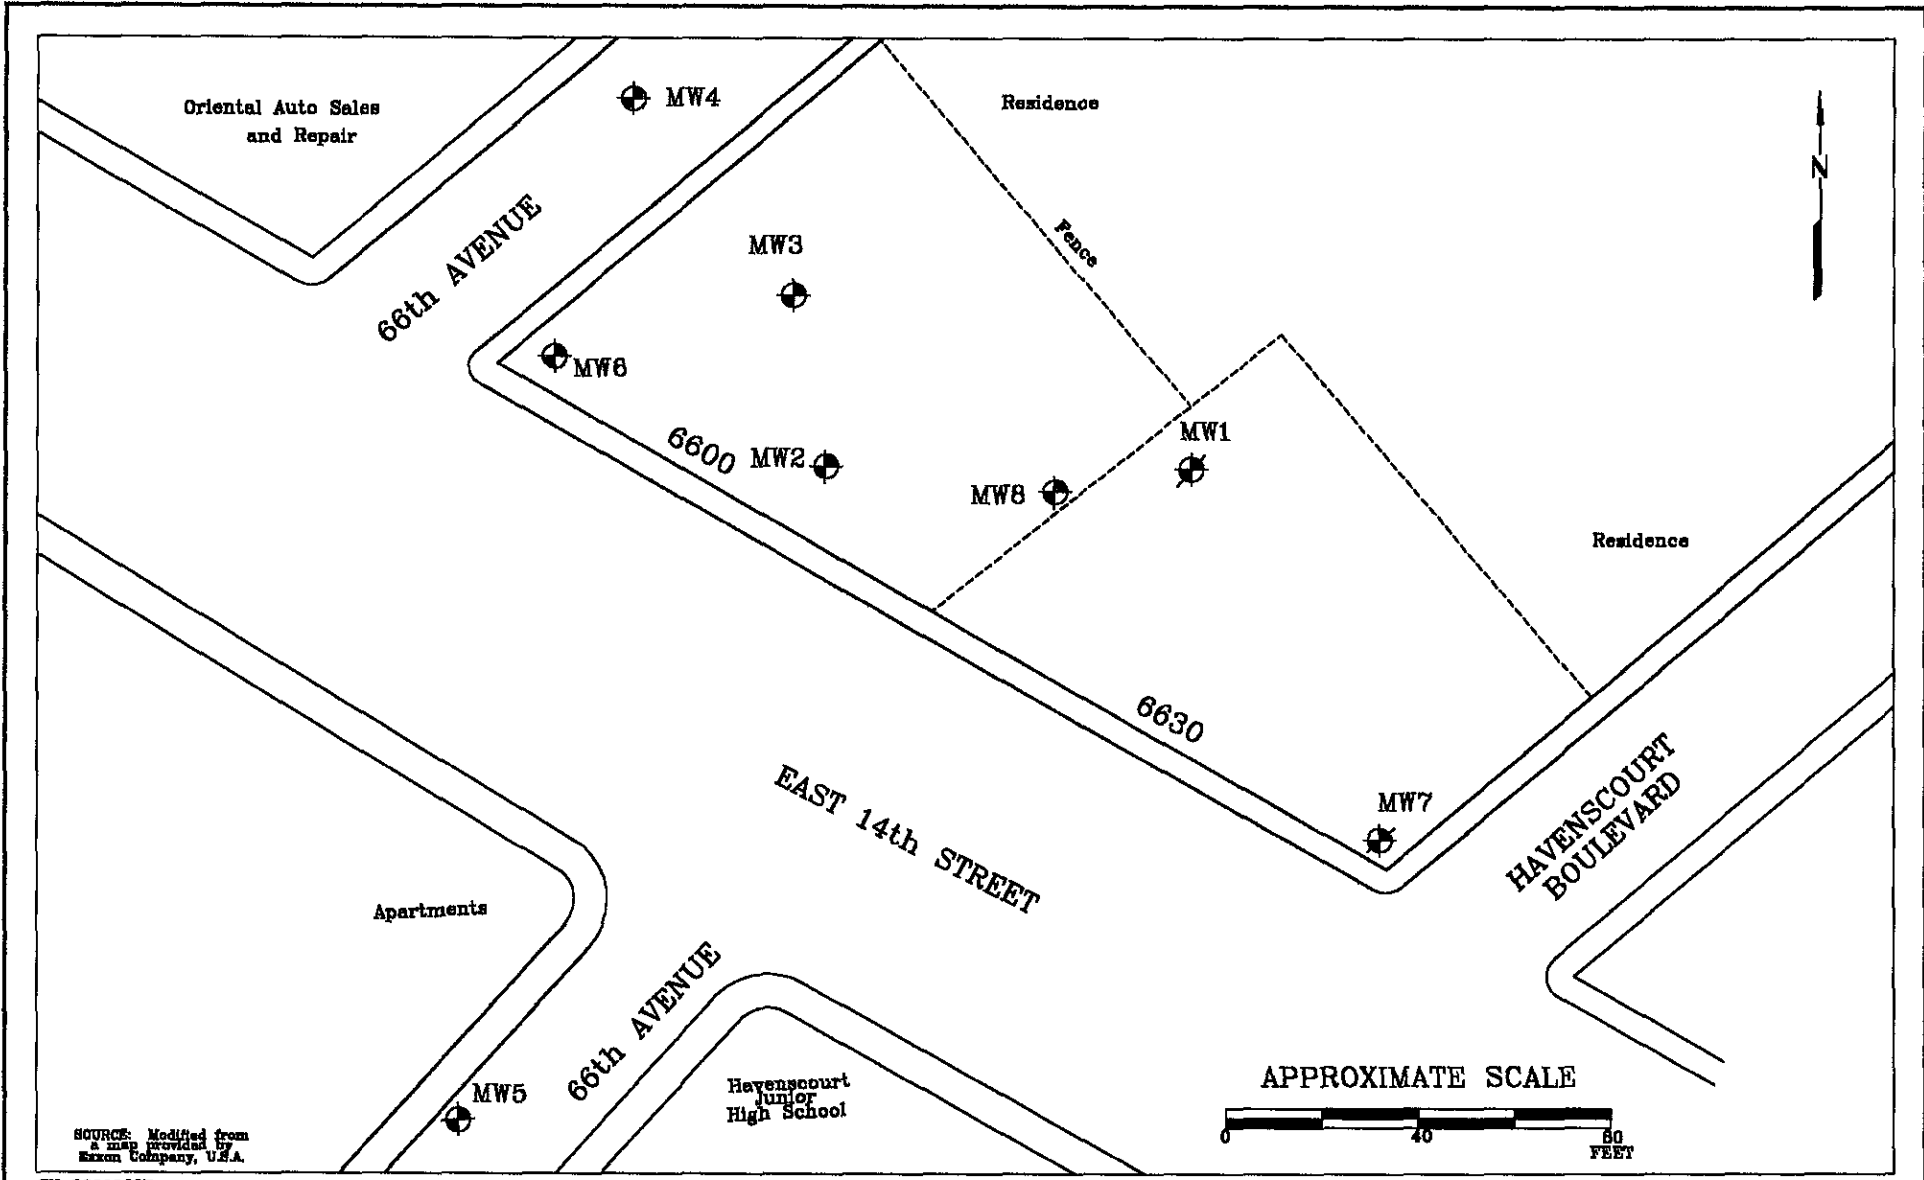 Oriental Auto Sales
and Repair
MW4
Residence
N
66th AVENUE
MW3
Fence
MW6
6600
MW2
MW8
MW1
Residence
6630
EAST 14th STREET
MW7
HAVENSCOURT
BOULEVARD
Apartments
66th AVENUE
MW5
Havenscourt
Junior
High School
APPROXIMATE SCALE
0 40 80
FEET
SOURCE: Modified from
a map provided by
Exxon Company, U.S.A.